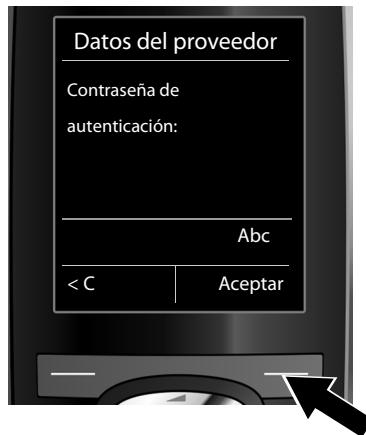 Datos del proveedor
Contraseña de
autenticación:
Abc
< C
Aceptar